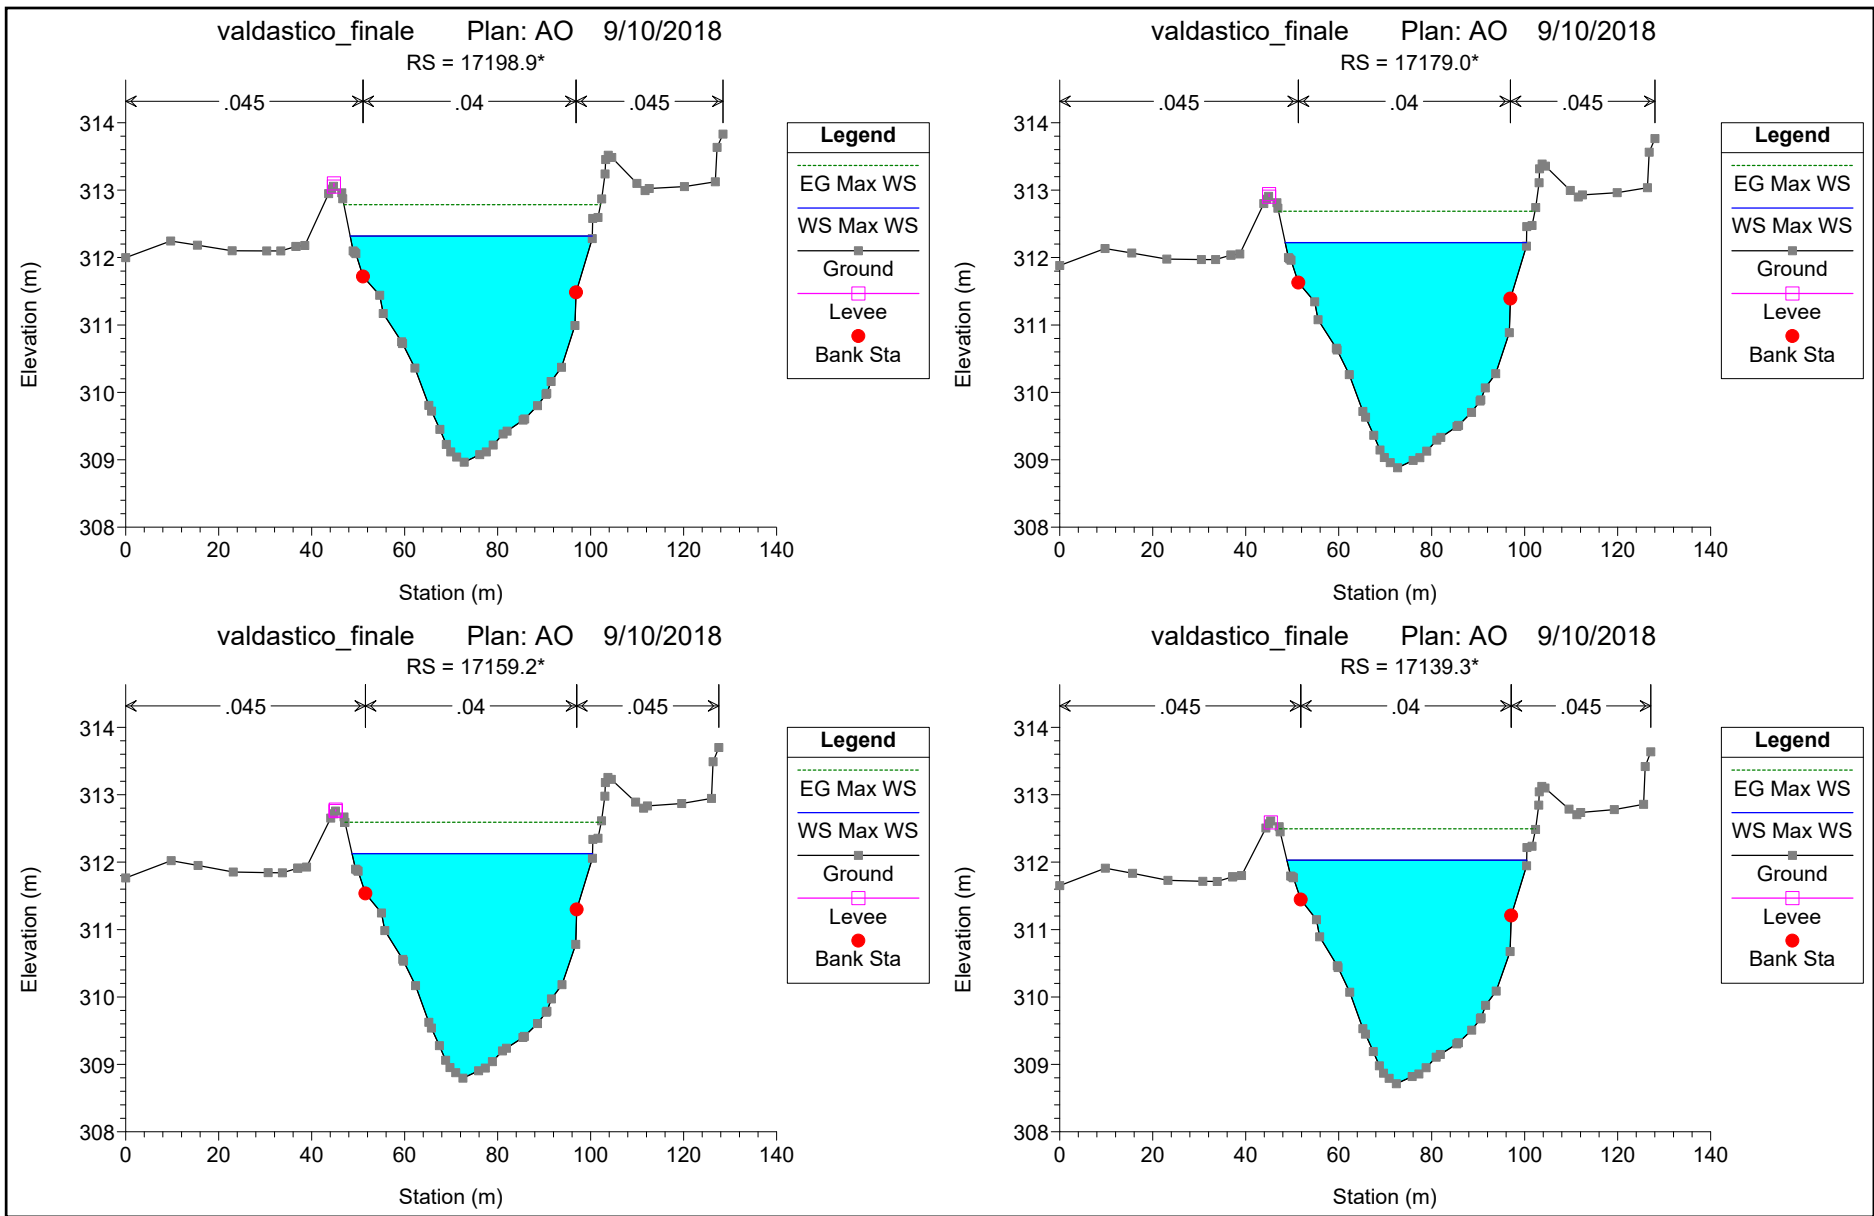 valdastico_finale Plan: AO 9/10/2018
RS = 17198.9*
.045 .04 .045
314
313
312
311
310
309
308
0 20 40 60 80 100 120 140
Elevation (m)
Station (m)
Legend
EG Max WS
WS Max WS
Ground
Levee
Bank Sta
valdastico_finale Plan: AO 9/10/2018
RS = 17179.0*
.045 .04 .045
314
313
312
311
310
309
308
0 20 40 60 80 100 120 140
Elevation (m)
Station (m)
Legend
EG Max WS
WS Max WS
Ground
Levee
Bank Sta
valdastico_finale Plan: AO 9/10/2018
RS = 17159.2*
.045 .04 .045
314
313
312
311
310
309
308
0 20 40 60 80 100 120 140
Elevation (m)
Station (m)
Legend
EG Max WS
WS Max WS
Ground
Levee
Bank Sta
valdastico_finale Plan: AO 9/10/2018
RS = 17139.3*
.045 .04 .045
314
313
312
311
310
309
308
0 20 40 60 80 100 120 140
Elevation (m)
Station (m)
Legend
EG Max WS
WS Max WS
Ground
Levee
Bank Sta